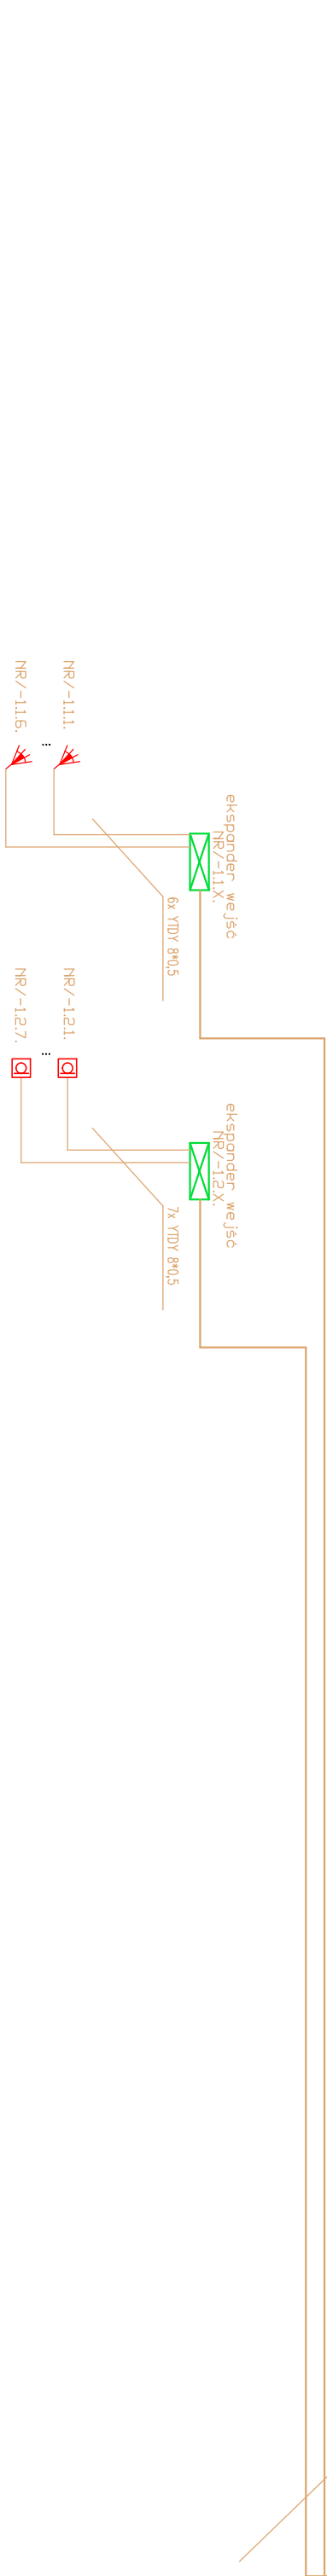 NR/-1.1.6.
...
NR/-1.1.1.
ekspander wejść
NR/-1.1.X.
6x YTDY 8*0,5
NR/-1.2.7.
...
NR/-1.2.1.
ekspander wejść
NR/-1.2.X.
7x YTDY 8*0,5